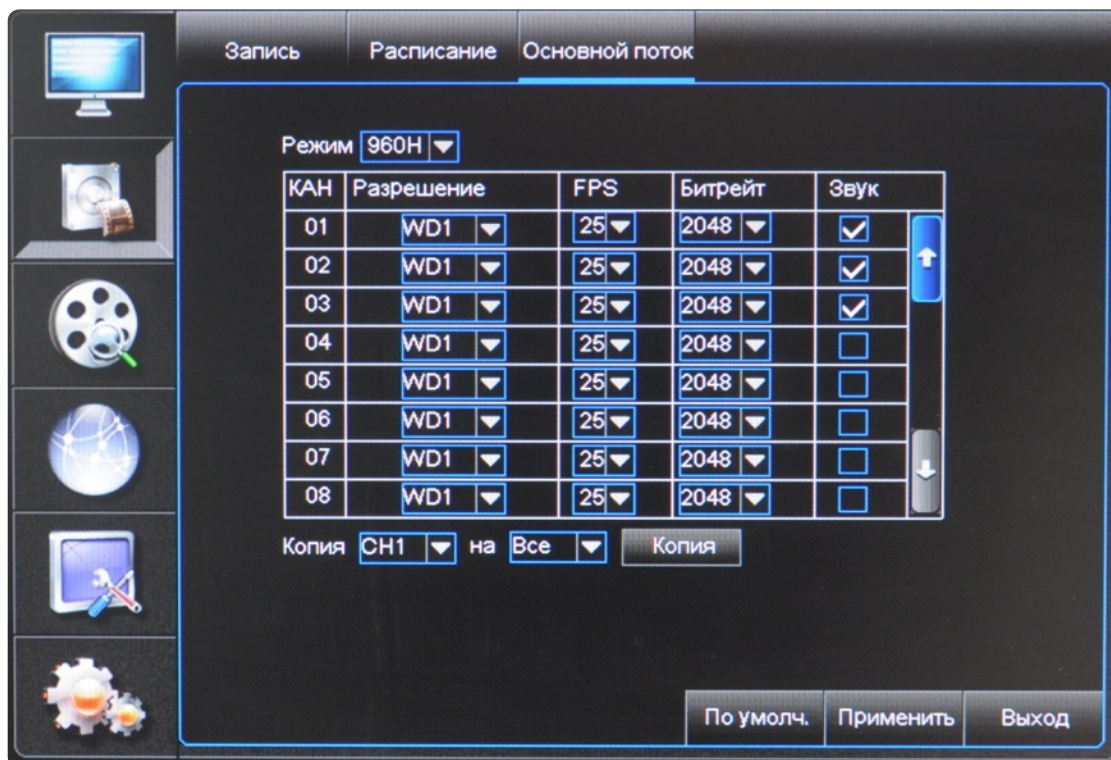 Запись Расписание Основной поток
Режим 960H
КАН Разрешение FPS Битрейт Звук
01 WD1 25 2048
02 WD1 25 2048
03 WD1 25 2048
04 WD1 25 2048
05 WD1 25 2048
06 WD1 25 2048
07 WD1 25 2048
08 WD1 25 2048
Копия CH1 на Все Копия
По умолч. Применить Выход